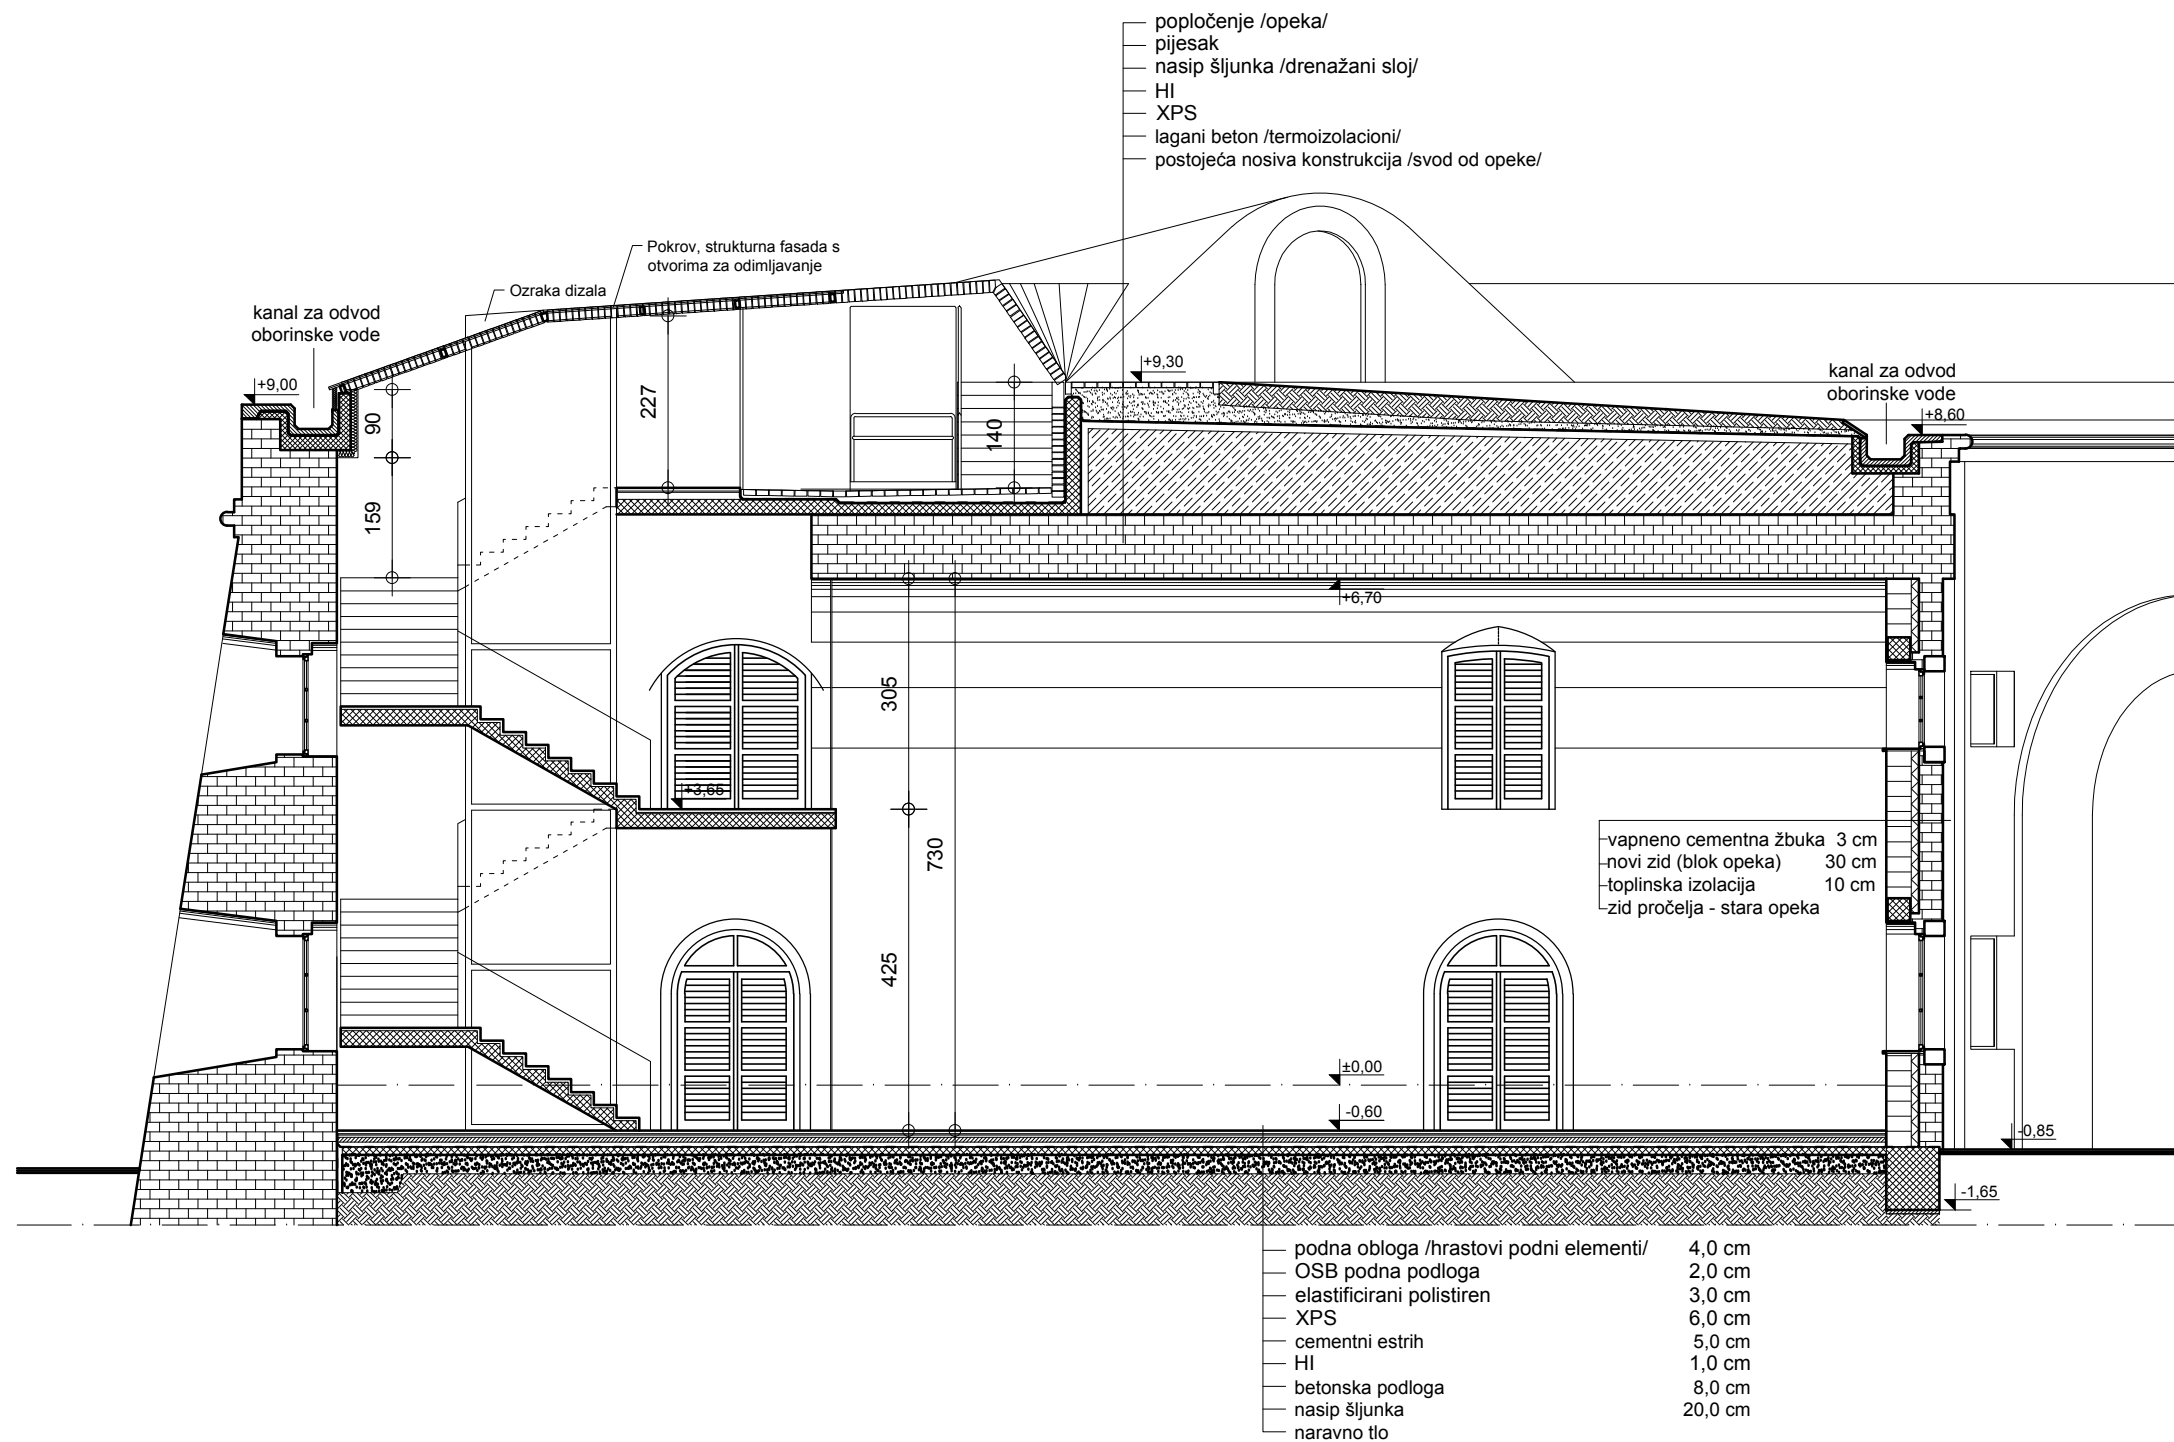 popločenje /opeka/
pijesak
nasip šljunka /drenažani sloj/
HI
XPS
lagani beton /termoizolacioni/
postojeća nosiva konstrukcija /svod od opeke/
Pokrov, strukturna fasada s
otvorima za odimljavanje
Ozraka dizala
kanal za odvod
oborinske vode
+9,00
90
159
227
140
+9,30
kanal za odvod
oborinske vode
+8,60
+6,70
305
+3,65
730
425
vapneno cementna žbuka 3 cm
novi zid (blok opeka) 30 cm
toplinska izolacija 10 cm
zid pročelja - stara opeka
±0,00
-0,60
-0,85
-1,65
podna obloga /hrastovi podni elementi/ 4,0 cm
OSB podna podloga 2,0 cm
elastificirani polistiren 3,0 cm
XPS 6,0 cm
cementni estrih 5,0 cm
HI 1,0 cm
betonska podloga 8,0 cm
nasip šljunka 20,0 cm
naravno tlo